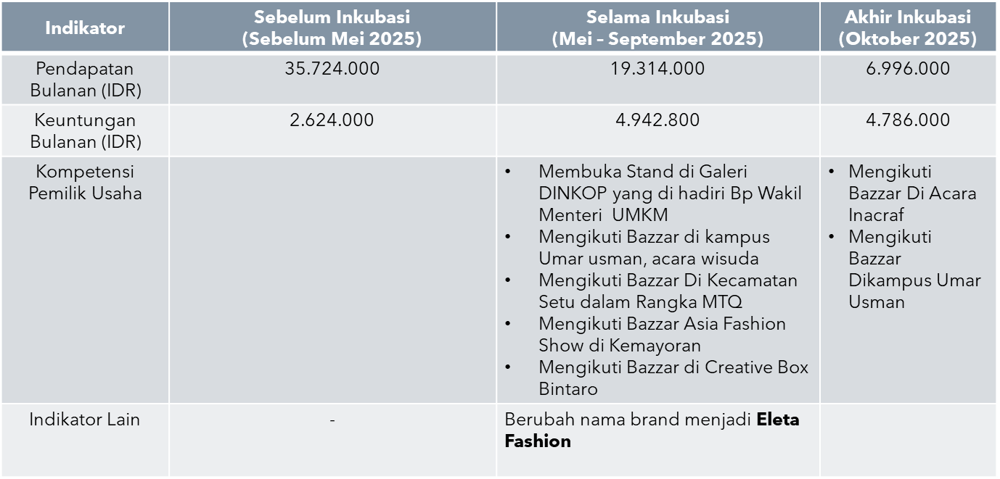 Indikator
Sebelum Inkubasi
(Sebelum Mei 2025)
Selama Inkubasi
(Mei – September 2025)
Akhir Inkubasi
(Oktober 2025)
Pendapatan
Bulanan (IDR)
35.724.000
19.314.000
6.996.000
Keuntungan
Bulanan (IDR)
2.624.000
4.942.800
4.786.000
Kompetensi
Pemilik Usaha
• Membuka Stand di Galeri
DINKOP yang di hadiri Bp Wakil
Menteri UMKM
• Mengikuti Bazzar di kampus
Umar usman, acara wisuda
• Mengikuti Bazzar Di Kecamatan
Setu dalam Rangka MTQ
• Mengikuti Bazzar Asia Fashion
Show di Kemayoran
• Mengikuti Bazzar di Creative Box
Bintaro
• Mengikuti
Bazzar Di Acara
Inacraf
• Mengikuti
Bazzar
Dikampus Umar
Usman
Indikator Lain
-
Berubah nama brand menjadi Eleta
Fashion